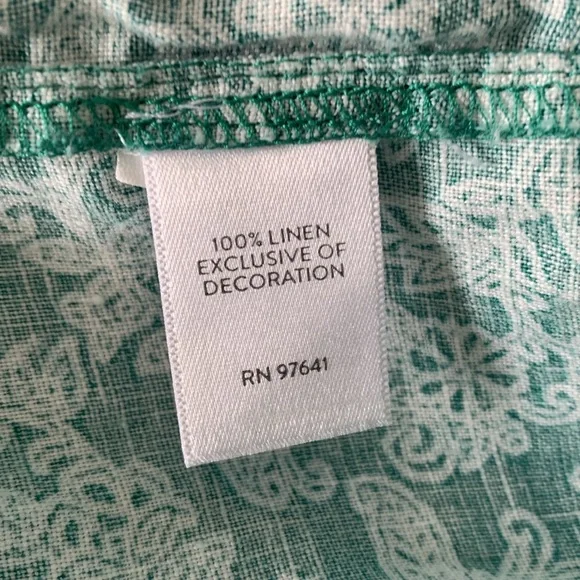 100% LINEN
EXCLUSIVE OF
DECORATION
RN 97641